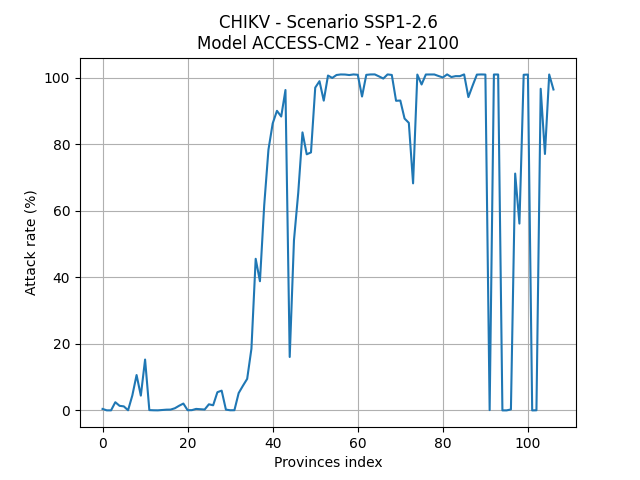 CHIKV - Scenario SSP1-2.6
Model ACCESS-CM2 - Year 2100
Attack rate (%)
100
80
60
40
20
0
0 20 40 60 80 100
Provinces index